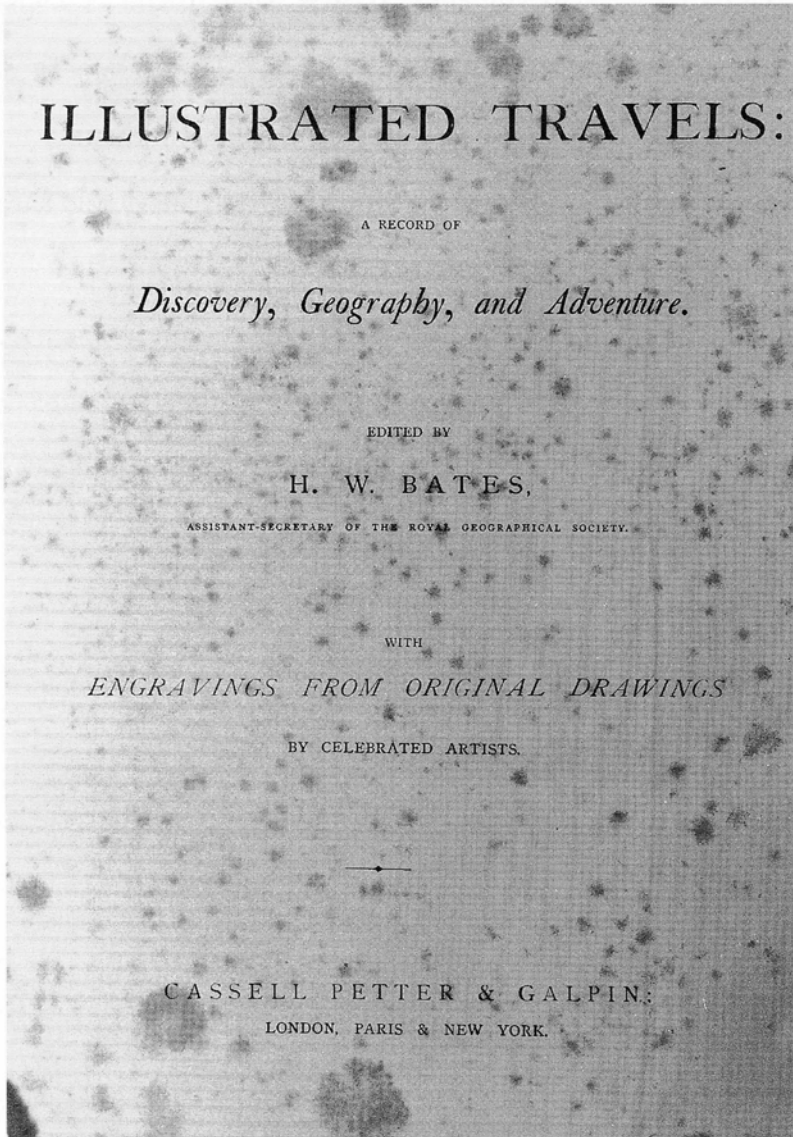 ILLUSTRATED TRAVELS:
A RECORD OF
Discovery, Geography, and Adventure.
EDITED BY
H. W. BATES,
ASSISTANT-SECRETARY OF THE ROYAL GEOGRAPHICAL SOCIETY.
WITH
ENGRAVINGS FROM ORIGINAL DRAWINGS
BY CELEBRATED ARTISTS.
CASSELL PETTER & GALPIN:
LONDON, PARIS & NEW YORK.